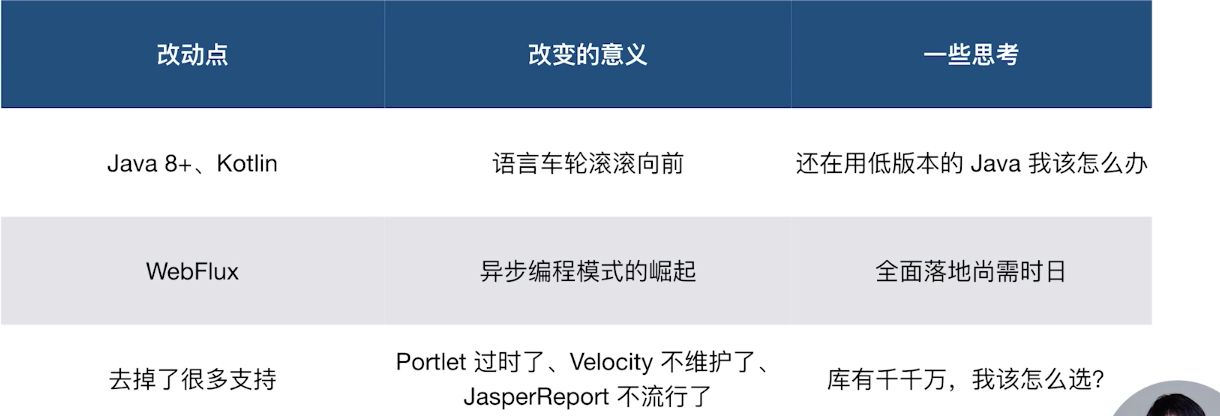 改动点 改变的意义 一些思考
Java 8+、Kotlin 语言车轮滚滚向前 还在用低版本的 Java 我该怎么办
WebFlux 异步编程模式的崛起 全面落地尚需时日
去掉了很多支持 Portlet 过时了、Velocity 不维护了、
JasperReport 不流行了 库有千千万，我该怎么选？